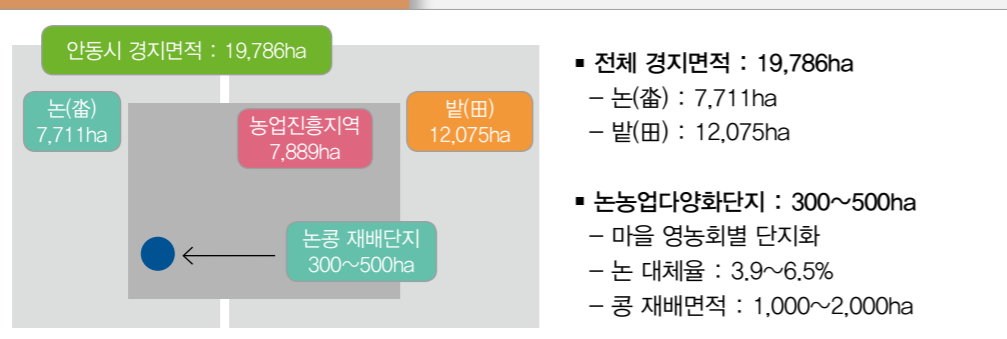 안동시 경지면적 : 19,786ha
논(畓)
7,711ha
농업진흥지역
7,889ha
밭(田)
12,075ha
논콩 재배단지
300~500ha
▪ 전체 경지면적 : 19,786ha
– 논(畓) : 7,711ha
– 밭(田) : 12,075ha
▪ 논농업다양화단지 : 300~500ha
– 마을 영농회별 단지화
– 논 대체율 : 3.9~6.5%
– 콩 재배면적 : 1,000~2,000ha